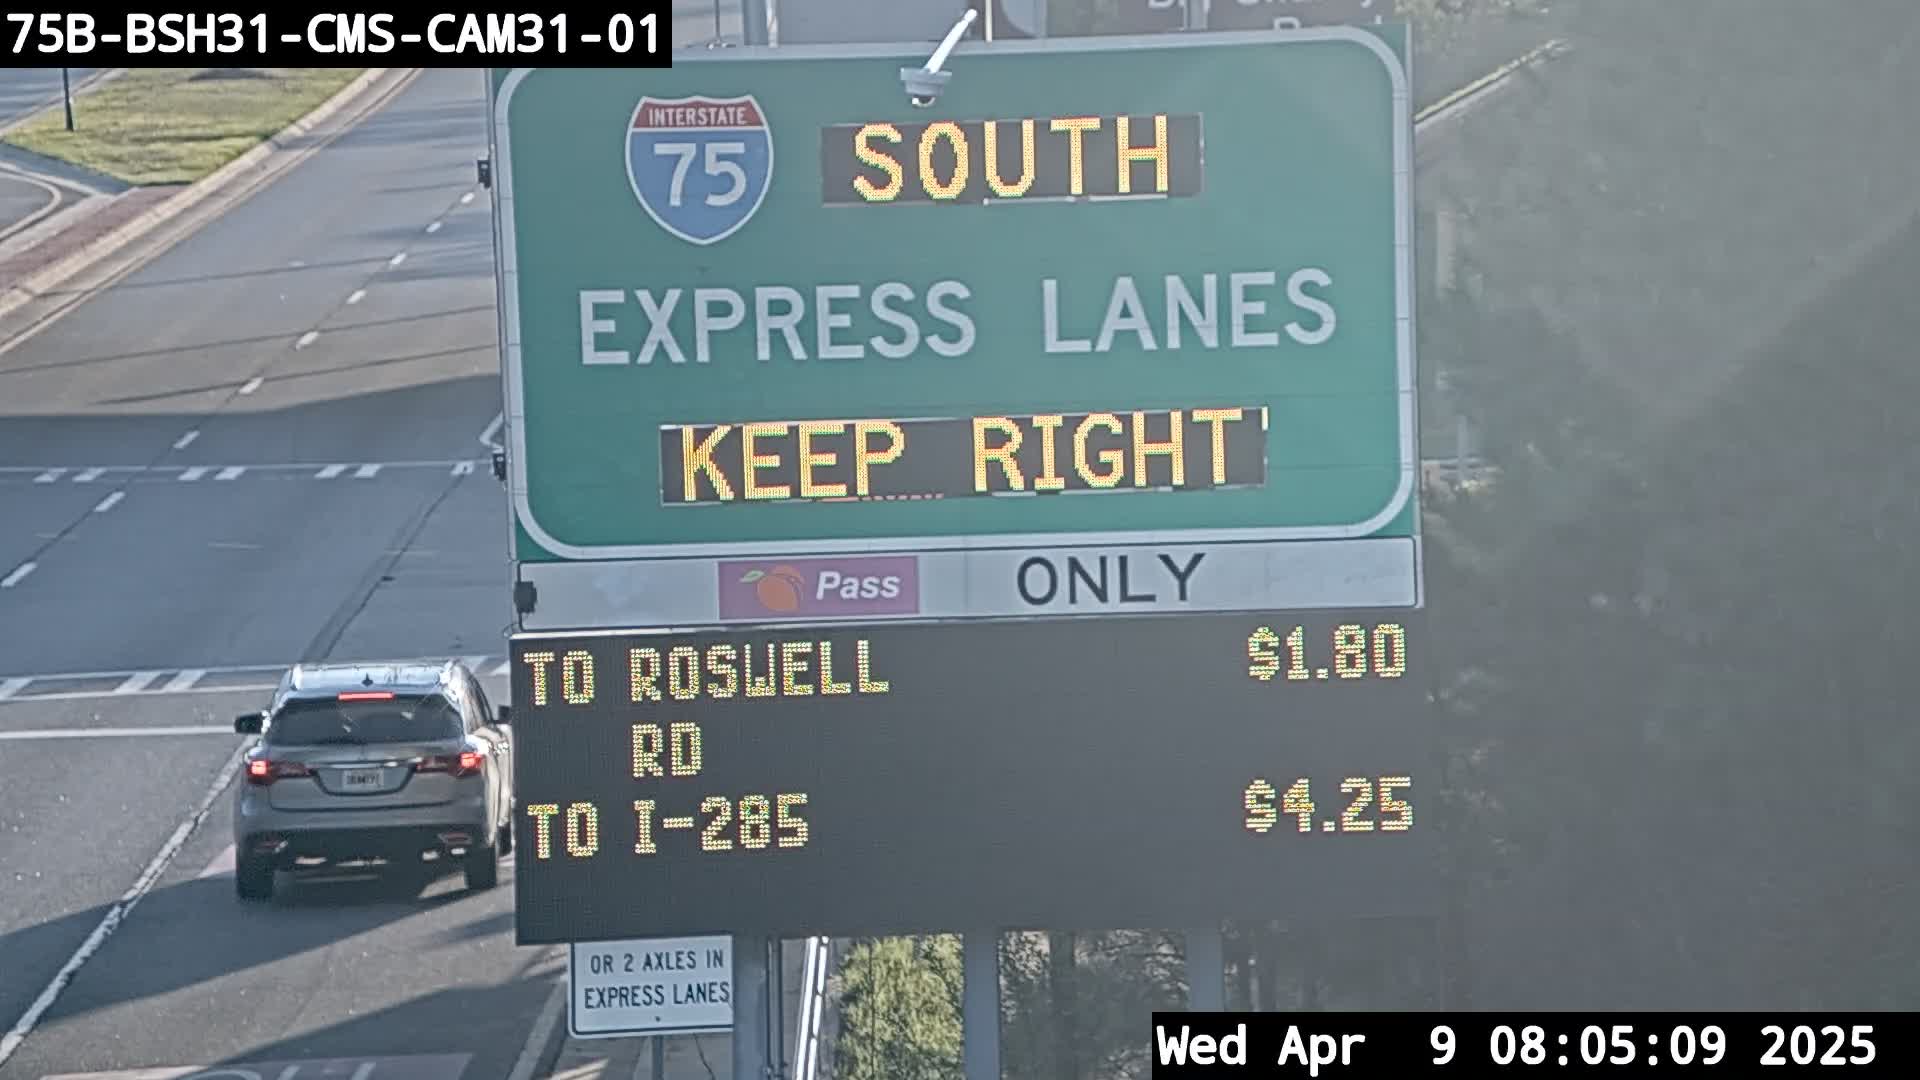 75B-BSH31-CMS-CAM31-01
INTERSTATE
75
SOUTH
EXPRESS LANES
KEEP RIGHT
Pass
ONLY
TO ROSWELL $1.80
RD
TO I-285 $4.25
OR 2 AXLES IN
EXPRESS LANES
Wed Apr 9 08:05:09 2025